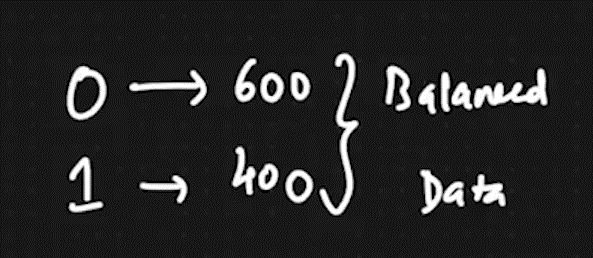 0 → 600 } Balanced
1 → 400 } Data